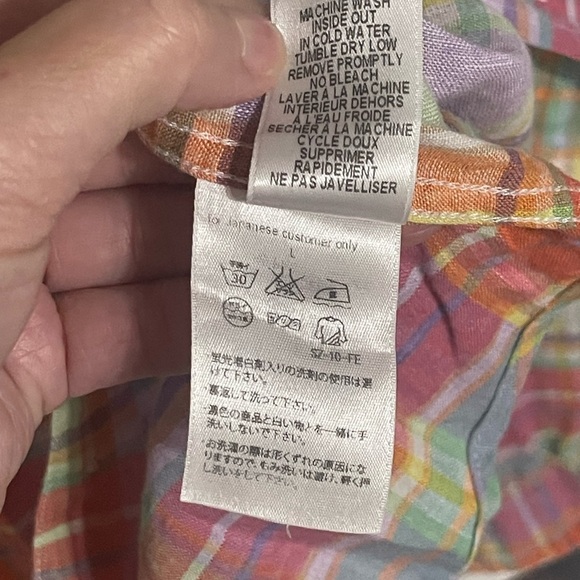 MACHINE WASH
INSIDE OUT
IN COLD WATER
TUMBLE DRY LOW
REMOVE PROMPTLY
NO BLEACH
LAVER A LA MACHINE
INTERIEUR DEHORS
A L'EAU FROIDE
SECHER A LA MACHINE
CYCLE DOUX
SUPPRIMER
RAPIDEMENT
NE PAS JAVELLISER
for Japanese customer only
L
手洗イ
30
SZ-10-FE
・蛍光増白剤入りの洗剤の使用は避
けて下さい。
・裏返して洗って下さい。
・濃色の商品と白い物と一緒に手
洗いしないで下さい。
・お洗濯の際は形くずれの原因にな
りますので、もみ洗いは避け、軽く押
し洗いをして下さい。